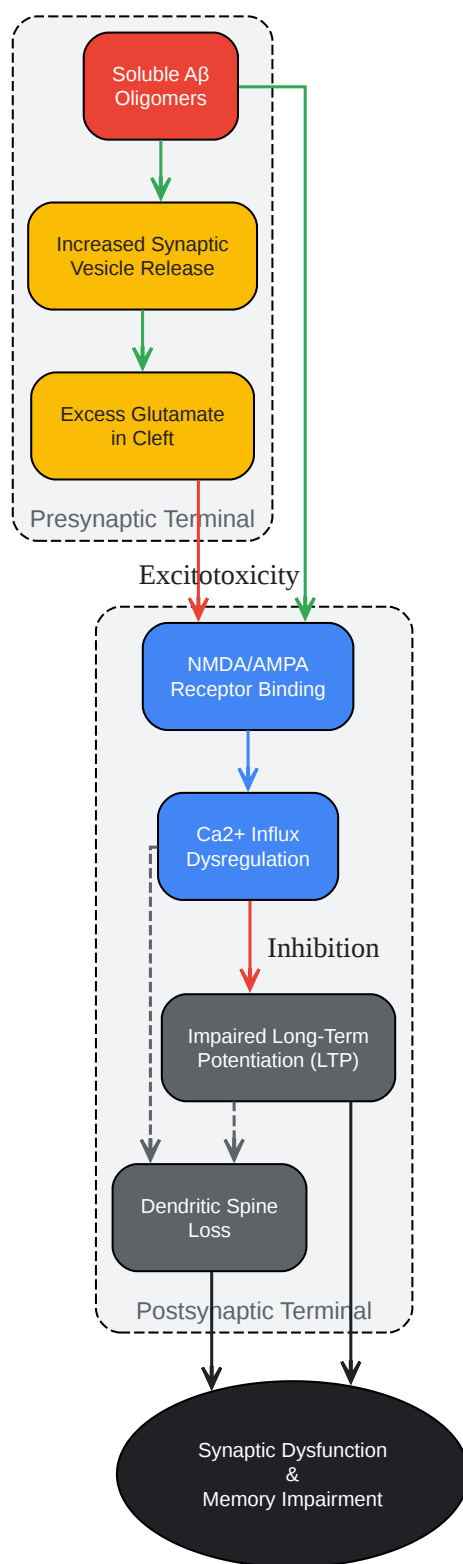 Soluble Aβ
Oligomers
Increased Synaptic
Vesicle Release
Excess Glutamate
in Cleft
Presynaptic Terminal
Excitotoxicity
NMDA/AMPA
Receptor Binding
Ca2+ Influx
Dysregulation
Inhibition
Impaired Long-Term
Potentiation (LTP)
Dendritic Spine
Loss
Postsynaptic Terminal
Synaptic Dysfunction
&
Memory Impairment